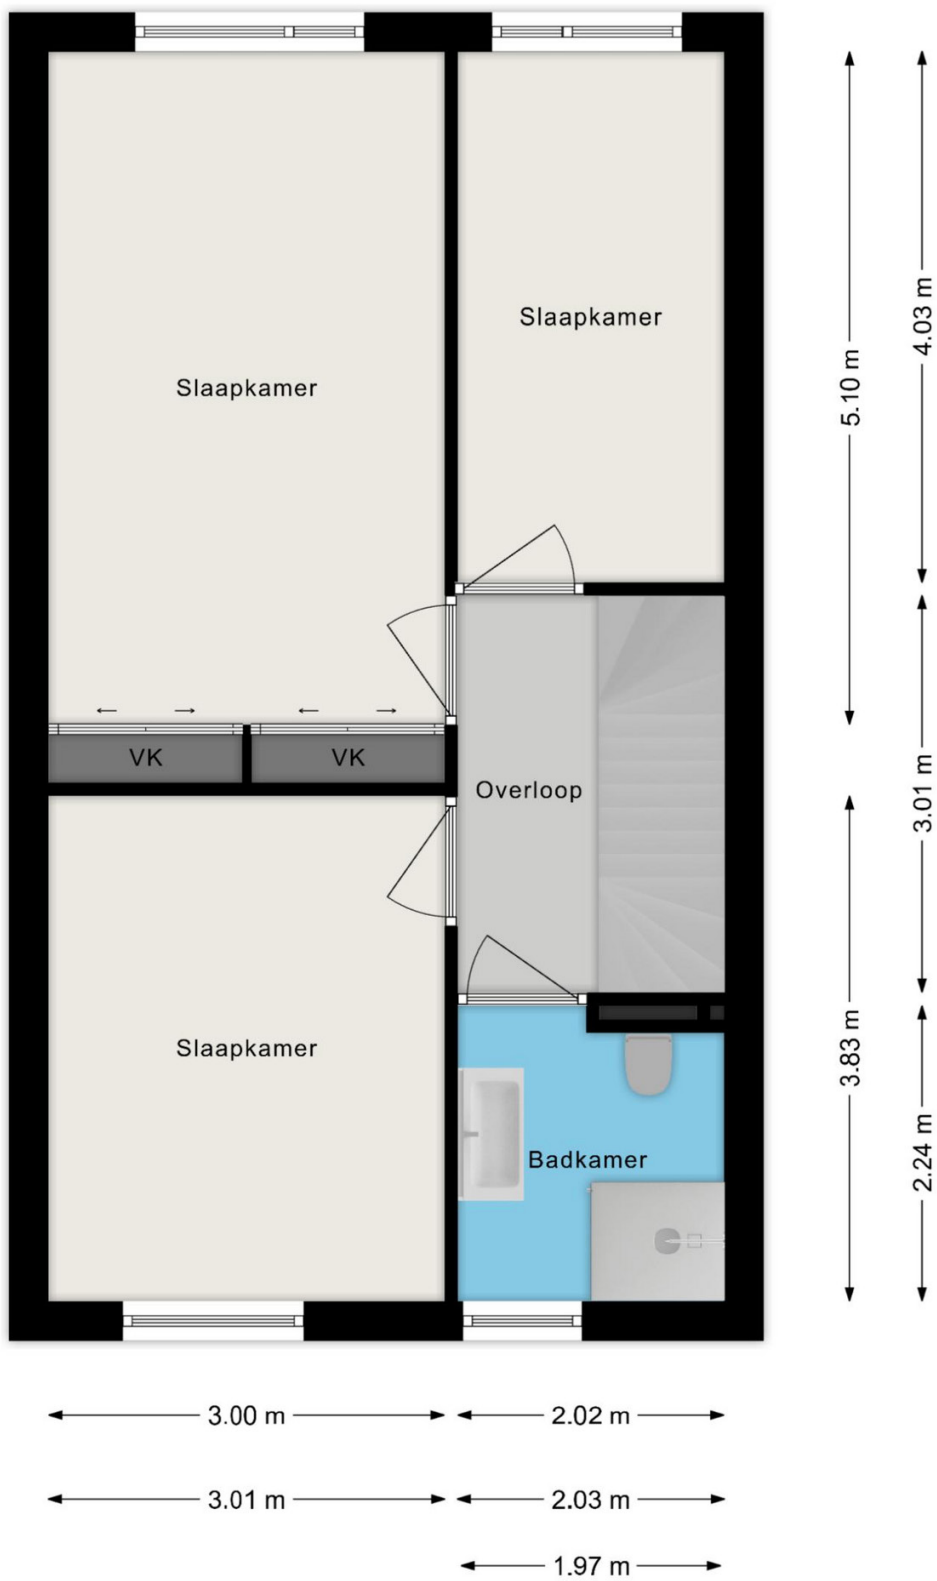 Slaapkamer
Slaapkamer
VK
VK
Overloop
Slaapkamer
Badkamer
5.10 m
4.03 m
3.01 m
3.83 m
2.24 m
3.00 m
2.02 m
3.01 m
2.03 m
1.97 m